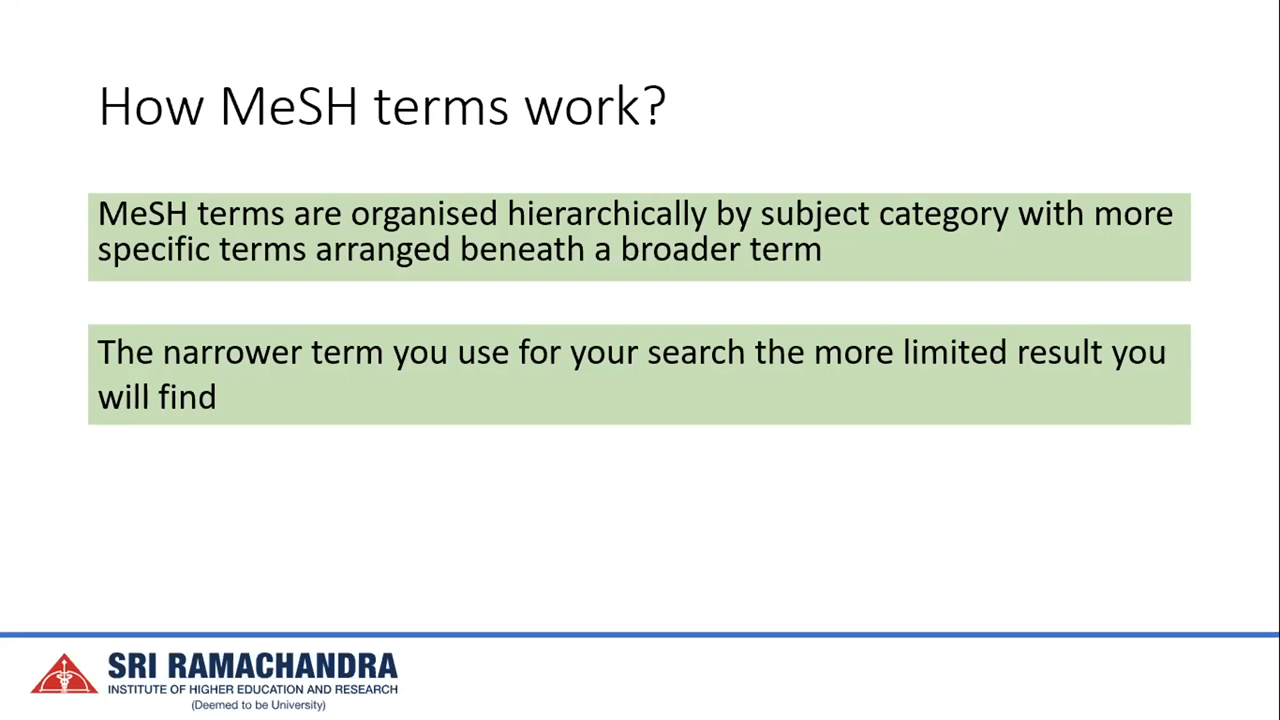 How MeSH terms work?
MeSH terms are organised hierarchically by subject category with more
specific terms arranged beneath a broader term
The narrower term you use for your search the more limited result you
will find
SRI RAMACHANDRA
INSTITUTE OF HIGHER EDUCATION AND RESEARCH
(Deemed to be University)